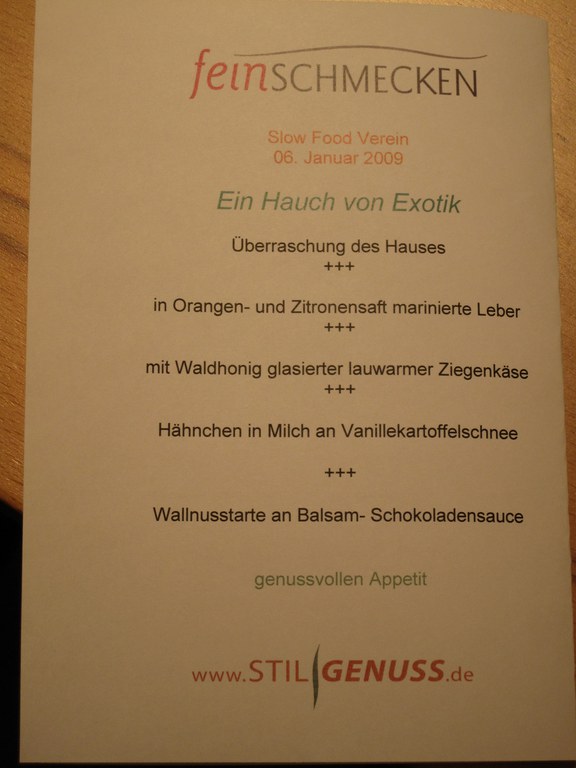 feinSCHMECKEN
Slow Food Verein
06. Januar 2009
Ein Hauch von Exotik
Überraschung des Hauses
+++
in Orangen- und Zitronensaft marinierte Leber
+++
mit Waldhonig glasierter lauwarmer Ziegenkäse
+++
Hähnchen in Milch an Vanillekartoffelschnee
+++
Wallnusstarte an Balsam- Schokoladensauce
genussvollen Appetit
www.STIL GENUSS.de